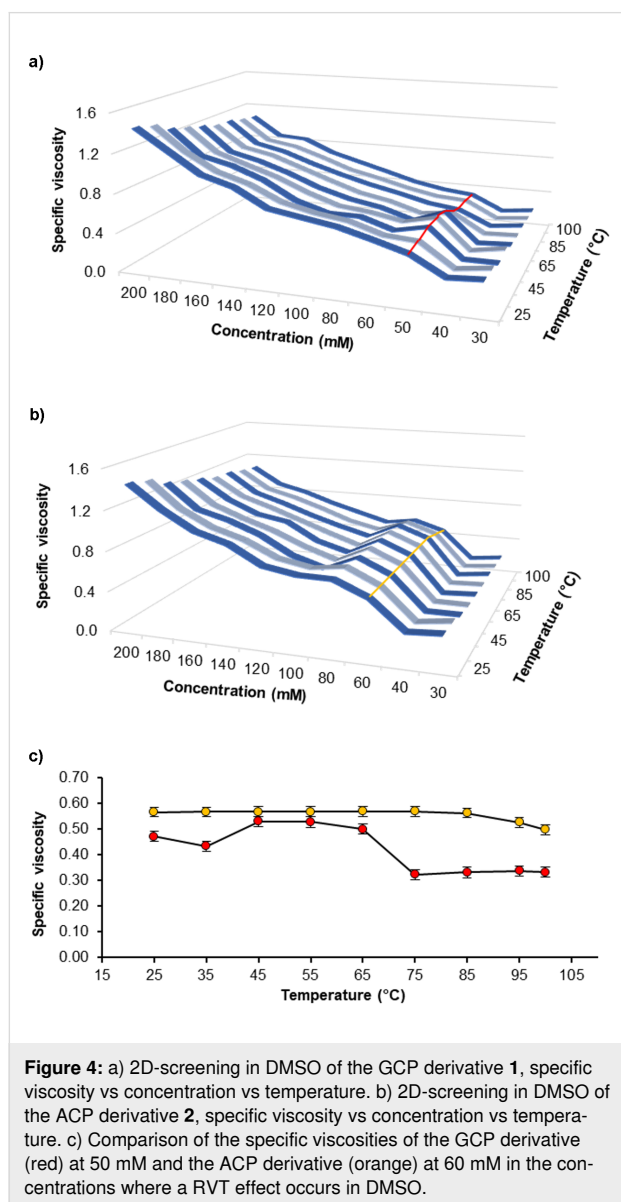 a)
1.6
1.2
0.8
0.4
0.0
Specific viscosity
200 180 160 140 120 100 80 60 50 40 30
Concentration (mM)
100
85
65
45
25
Temperature (°C)
b)
1.6
1.2
0.8
0.4
0.0
Specific viscosity
200 180 160 140 120 100 80 60 40 30
Concentration (mM)
100
85
65
45
25
Temperature (°C)
c)
0.70
0.60
0.50
0.40
0.30
0.20
0.10
0.00
Specific viscosity
15 25 35 45 55 65 75 85 95 105
Temperature (°C)
Figure 4: a) 2D-screening in DMSO of the GCP derivative 1, specific
viscosity vs concentration vs temperature. b) 2D-screening in DMSO of
the ACP derivative 2, specific viscosity vs concentration vs tempera-
ture. c) Comparison of the specific viscosities of the GCP derivative
(red) at 50 mM and the ACP derivative (orange) at 60 mM in the con-
centrations where a RVT effect occurs in DMSO.